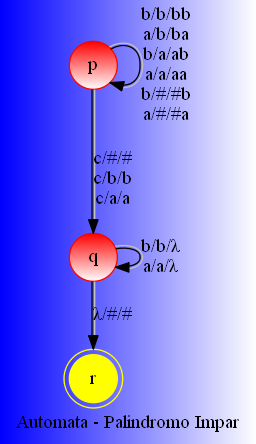 b/b/bb
a/b/ba
p
b/a/ab
a/a/aa
b/#/#b
a/#/#a
c/#/#
c/b/b
c/a/a
q
b/b/λ
a/a/λ
λ/#/#
r
Automata - Palindromo Impar